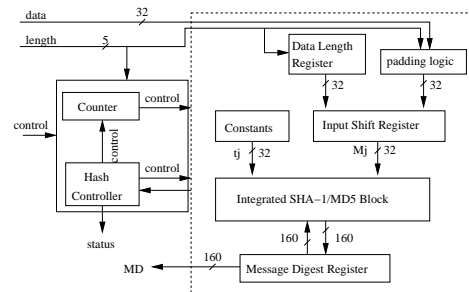 data
32
length
5
Data Length
Register
padding logic
32
32
Counter
control
control
control
Hash
Controller
control
status
Constants
Input Shift Register
tj
32
Mj
32
Integrated SHA-1/MD5 Block
160
160
MD
160
Message Digest Register